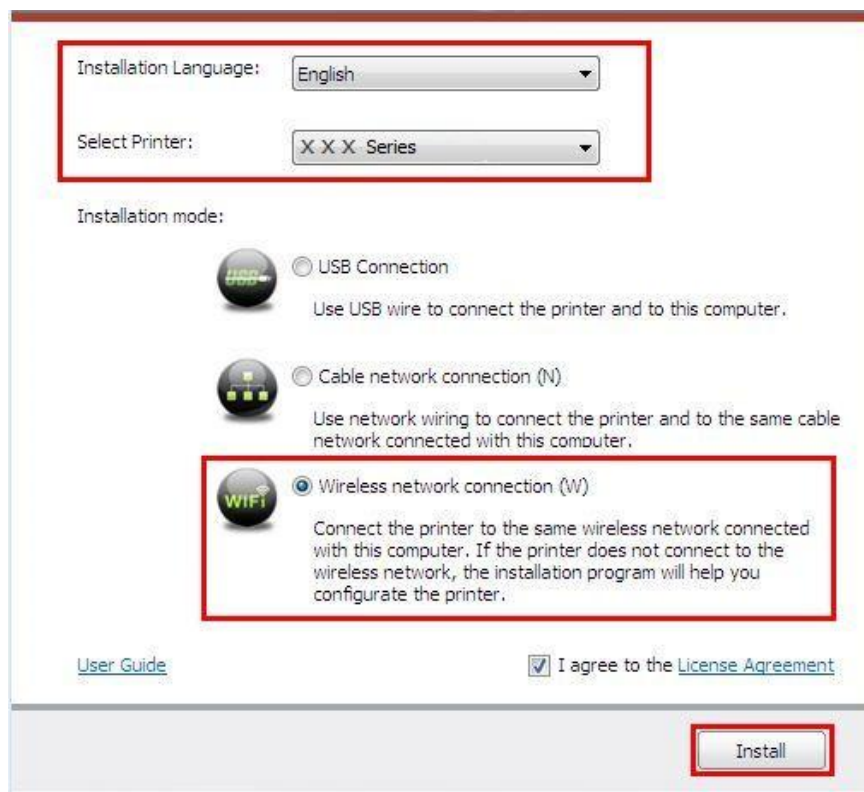 Installation Language: English
Select Printer: X X X Series
Installation mode:
USB
USB Connection
Use USB wire to connect the printer and to this computer.
Cable network connection (N)
Use network wiring to connect the printer and to the same cable
network connected with this computer.
WIFI
Wireless network connection (W)
Connect the printer to the same wireless network connected
with this computer. If the printer does not connect to the
wireless network, the installation program will help you
configurate the printer.
User Guide I agree to the License Agreement
Install